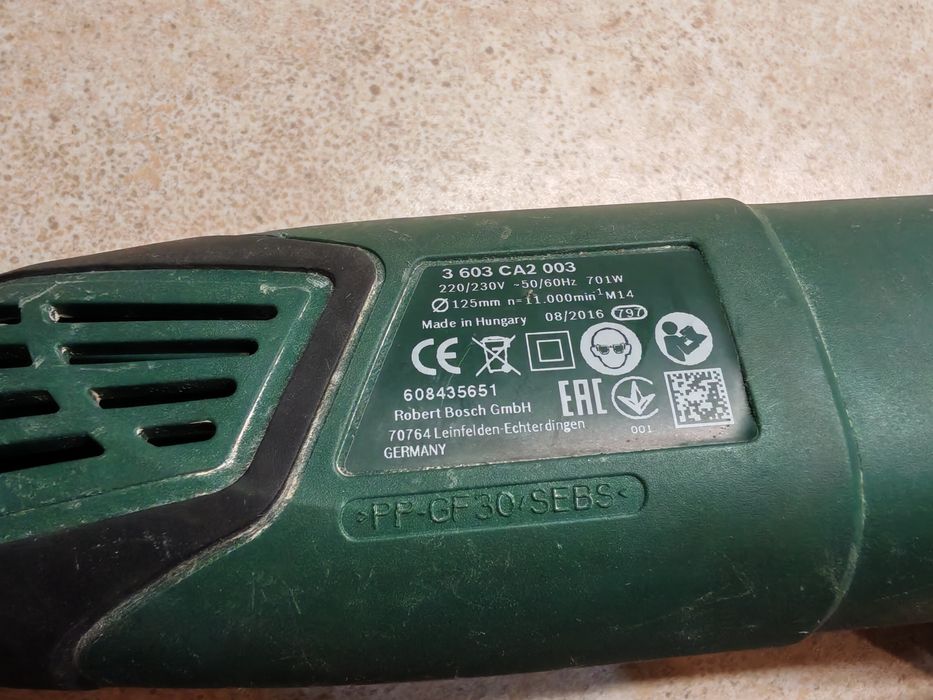 3 603 CA2 003
220/230V ~50/60Hz 701W
Ø125mm n=11.000min⁻¹ M14
Made in Hungary 08/2016 797
CE
608435651
Robert Bosch GmbH
70764 Leinfelden-Echterdingen
GERMANY
EAC
001
>PP-GF30/SEBS<